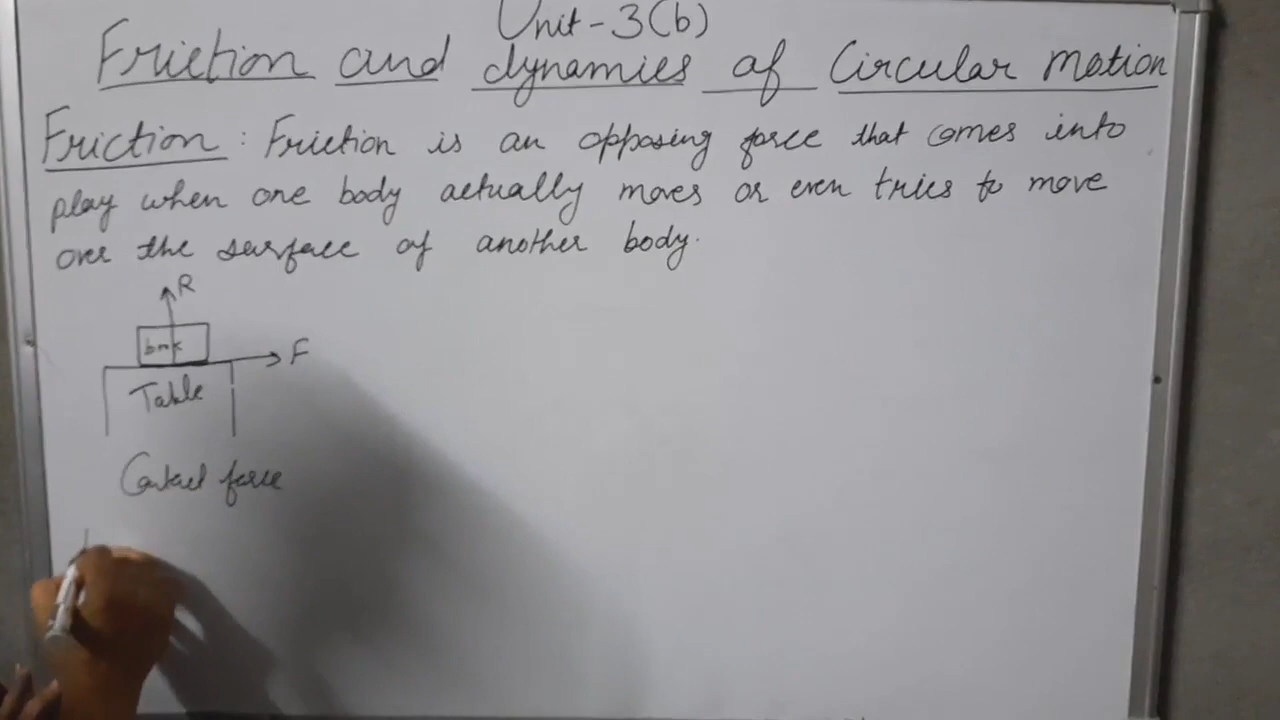 Unit - 3(b)
Friction and dynamics of Circular Motion
Friction : Friction is an opposing force that comes into
play when one body actually moves or even tries to move
over the surface of another body.
R
book
F
Table
Contact force